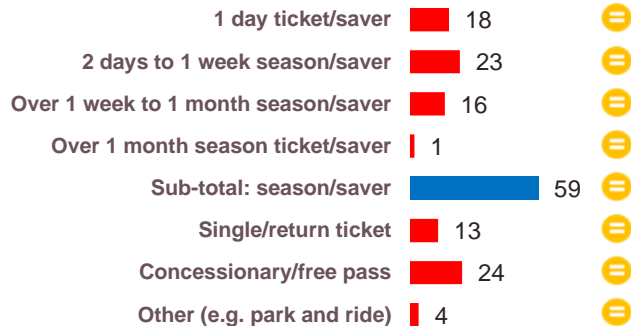 1 day ticket/saver 18
2 days to 1 week season/saver 23
Over 1 week to 1 month season/saver 16
Over 1 month season ticket/saver 1
Sub-total: season/saver 59
Single/return ticket 13
Concessionary/free pass 24
Other (e.g. park and ride) 4